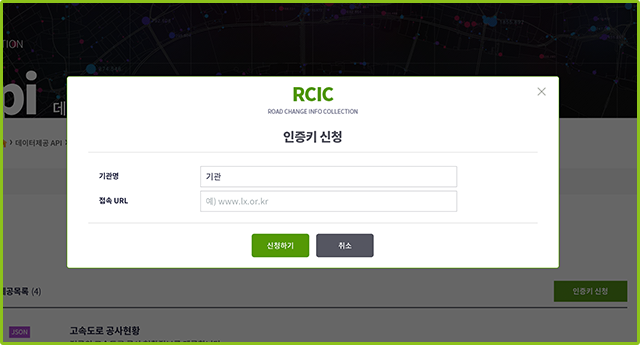 TION
pi 데
RCIC
ROAD CHANGE INFO COLLECTION
인증키 신청
데이터제공 API
기관명
기관
접속 URL
예) www.lx.or.kr
신청하기
취소
제공목록 (4)
인증키 신청
JSON
고속도로 공사현황